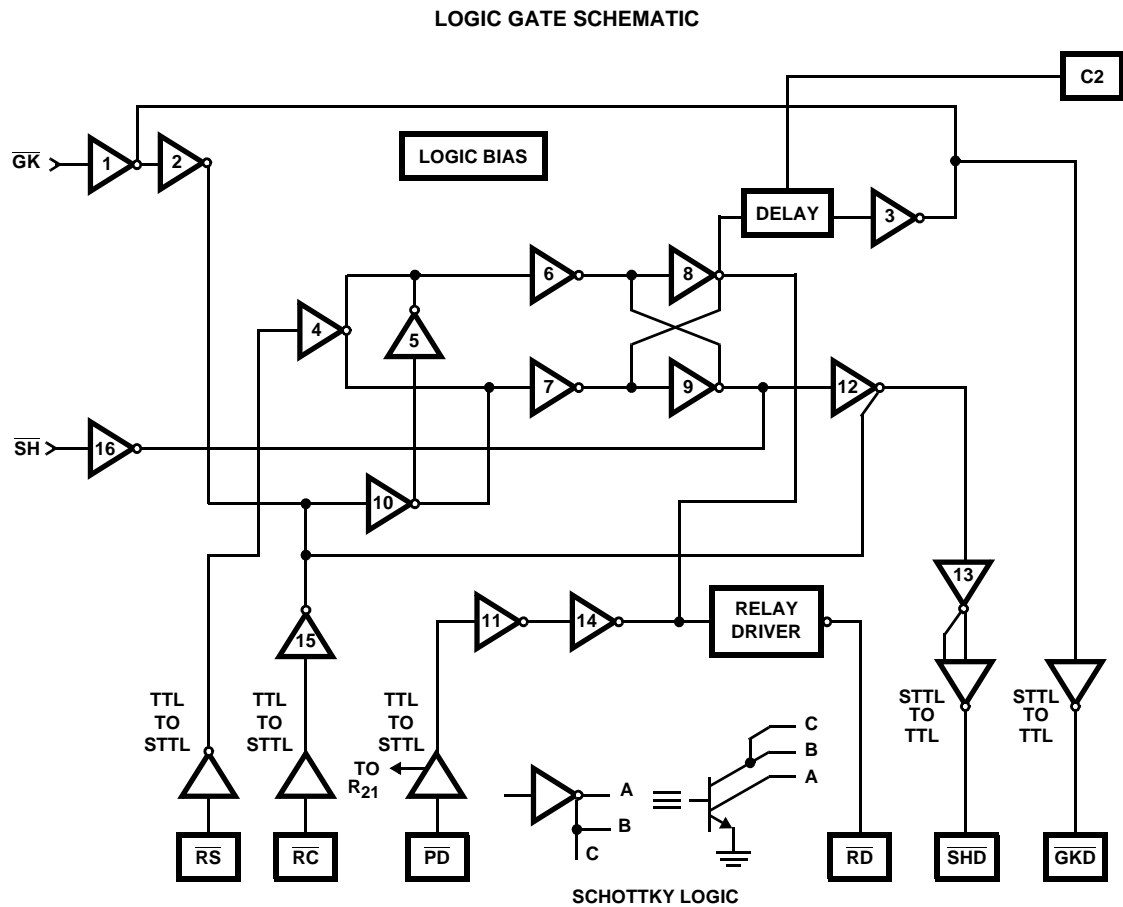 LOGIC GATE SCHEMATIC
C2
GK
1
2
LOGIC BIAS
DELAY
3
4
5
6
8
7
9
12
SH
16
10
13
11
14
RELAY
DRIVER
15
TTL
TO
STTL
TTL
TO
STTL
TTL
TO
STTL
TO
R21
STTL
TO
TTL
STTL
TO
TTL
A
B
C
C
B
A
RS
RC
PD
RD
SHD
GKD
SCHOTTKY LOGIC